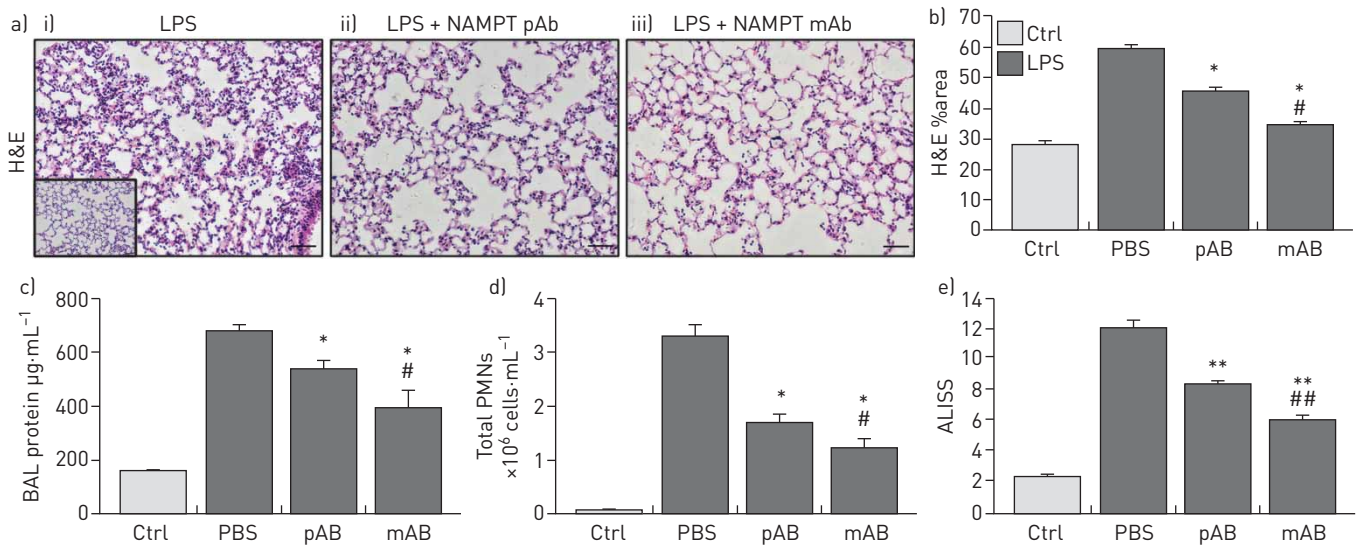 a) i) LPS
ii) LPS + NAMPT pAb
iii) LPS + NAMPT mAb
H&E
b)
Ctrl
LPS
H&E %area
70
60
50
40
30
20
10
0
*
*
#
Ctrl PBS pAB mAB
c)
BAL protein µg·mL⁻¹
800
600
400
200
0
*
*
#
Ctrl PBS pAB mAB
d)
Total PMNs
×10⁶ cells·mL⁻¹
4
3
2
1
0
*
*
#
Ctrl PBS pAB mAB
e)
ALISS
14
12
10
8
6
4
2
0
**
**
##
Ctrl PBS pAB mAB